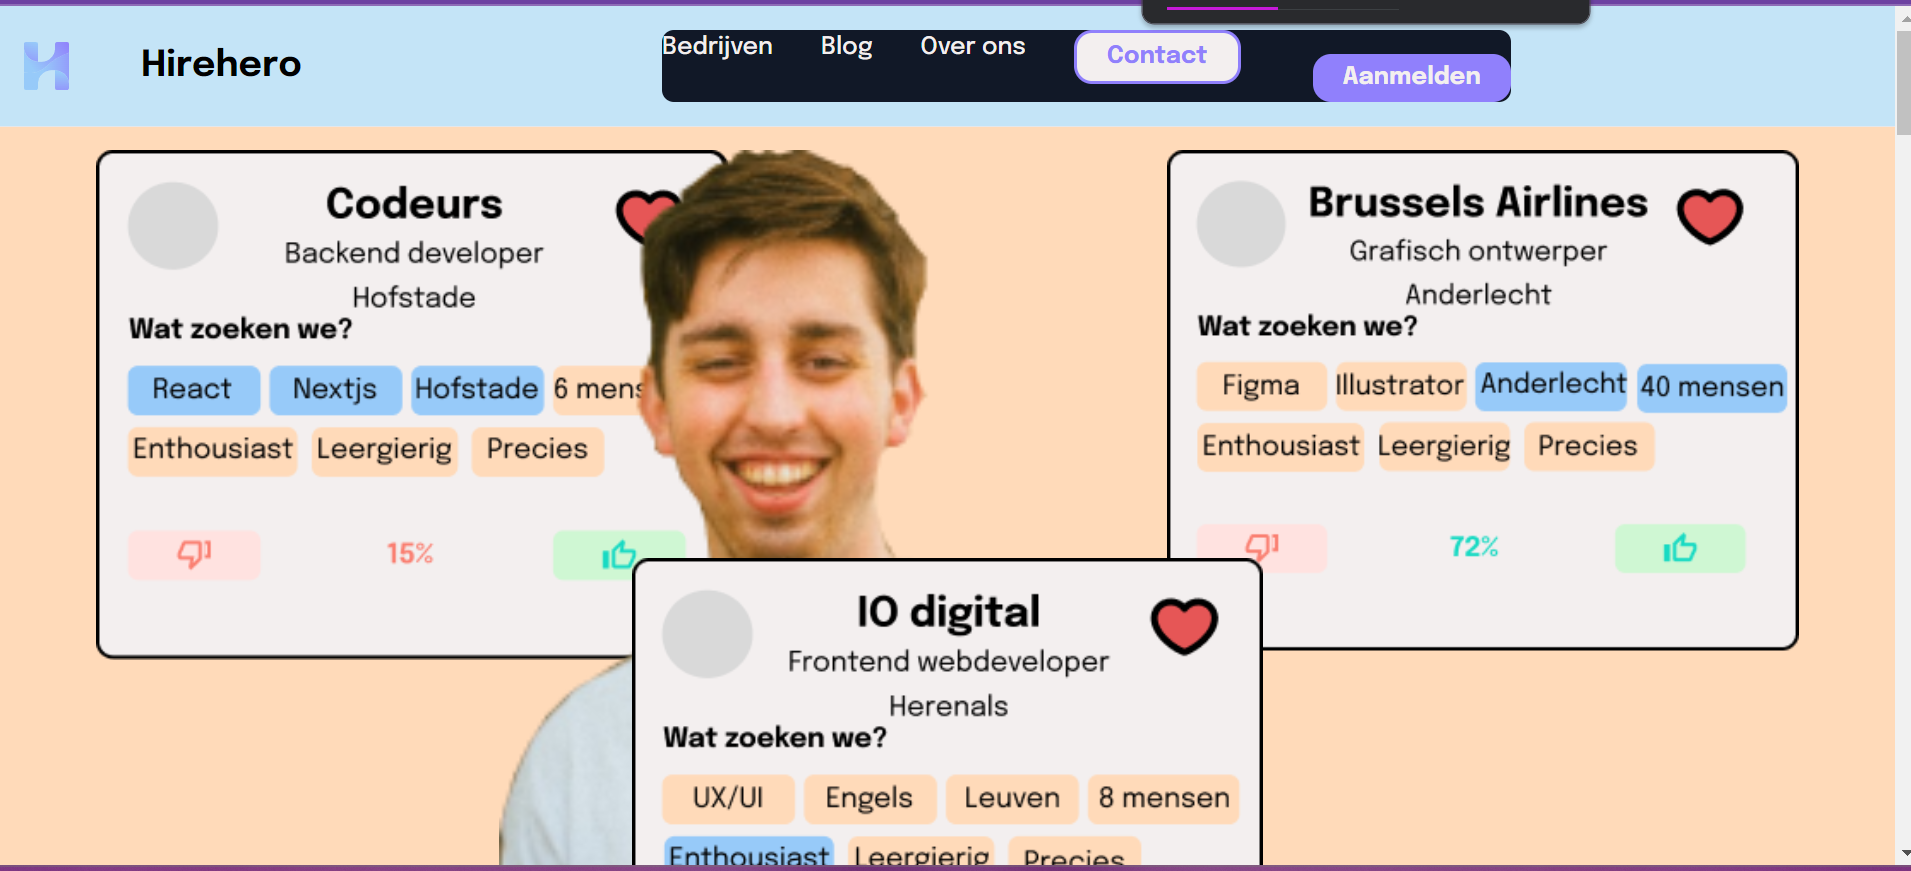 Hirehero
Bedrijven Blog Over ons Contact Aanmelden
Codeurs
Backend developer
Hofstade
Wat zoeken we?
React Nextjs Hofstade 6 mens
Enthousiast Leergierig Precies
15%
Brussels Airlines
Grafisch ontwerper
Anderlecht
Wat zoeken we?
Figma Illustrator Anderlecht 40 mensen
Enthousiast Leergierig Precies
72%
IO digital
Frontend webdeveloper
Herenals
Wat zoeken we?
UX/UI Engels Leuven 8 mensen
Enthousiast Leergierig Precies